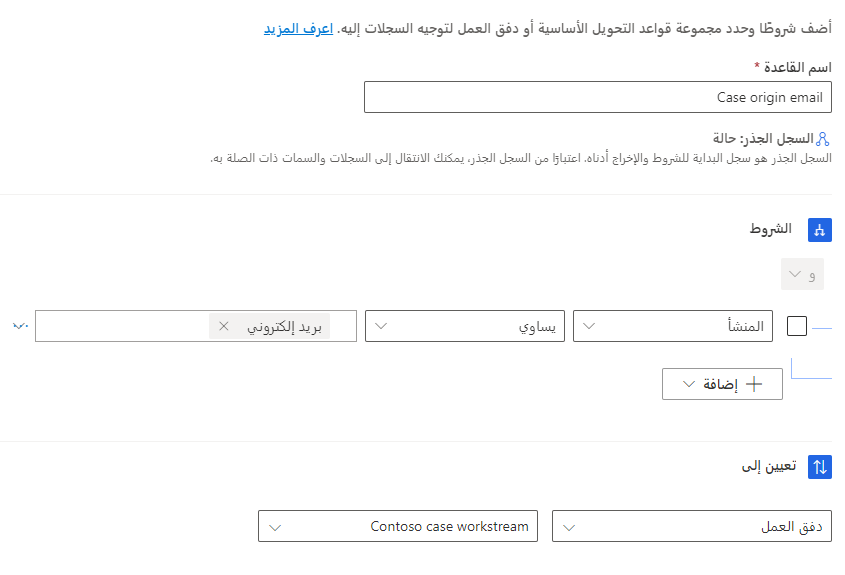 أضف شروطًا وحدد مجموعة قواعد التحويل الأساسية أو دفق العمل لتوجيه السجلات إليه. اعرف المزيد
اسم القاعدة *
Case origin email
السجل الجذر: حالة
السجل الجذر هو سجل البداية للشروط والإخراج أدناه. اعتبارًا من السجل الجذر، يمكنك الانتقال إلى السجلات والسمات ذات الصلة به.
الشروط
و
المنشأ يساوي بريد إلكتروني
إضافة
تعيين إلى
دفق العمل Contoso case workstream